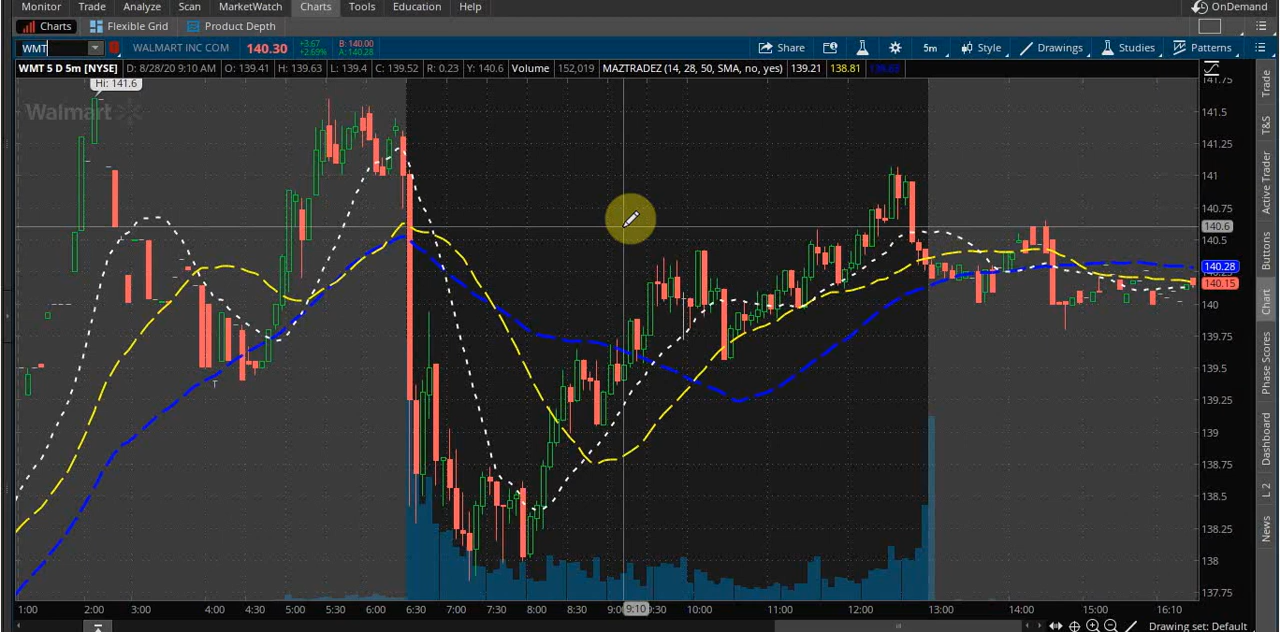 Monitor Trade Analyze Scan MarketWatch Charts Tools Education Help OnDemand
Charts Flexible Grid Product Depth
WMT WALMART INC COM 140.30 +3.67 +2.69% B: 140.00 A: 140.28 Share 5m Style Drawings Studies Patterns
WMT 5 D 5m [NYSE] D: 8/28/20 9:10 AM O: 139.41 H: 139.63 L: 139.4 C: 139.52 R: 0.23 Y: 140.6 Volume 152,019 MAZTRADEZ (14, 28, 50, SMA, no, yes) 139.21 138.81
Hi: 141.6
Walmart
141.75
141.5
141.25
141
140.75
140.6
140.5
140.28
140.15
140
139.75
139.5
139.25
139
138.75
138.5
138.25
138
137.75
1:00 2:00 3:00 4:00 4:30 5:00 5:30 6:00 6:30 7:00 7:30 8:00 8:30 9:10 10:00 11:00 12:00 13:00 14:00 15:00 16:10
Drawing set: Default
Trade
T&S
Active Trader
Buttons
Chart
Phase Scores
Dashboard
L 2
News